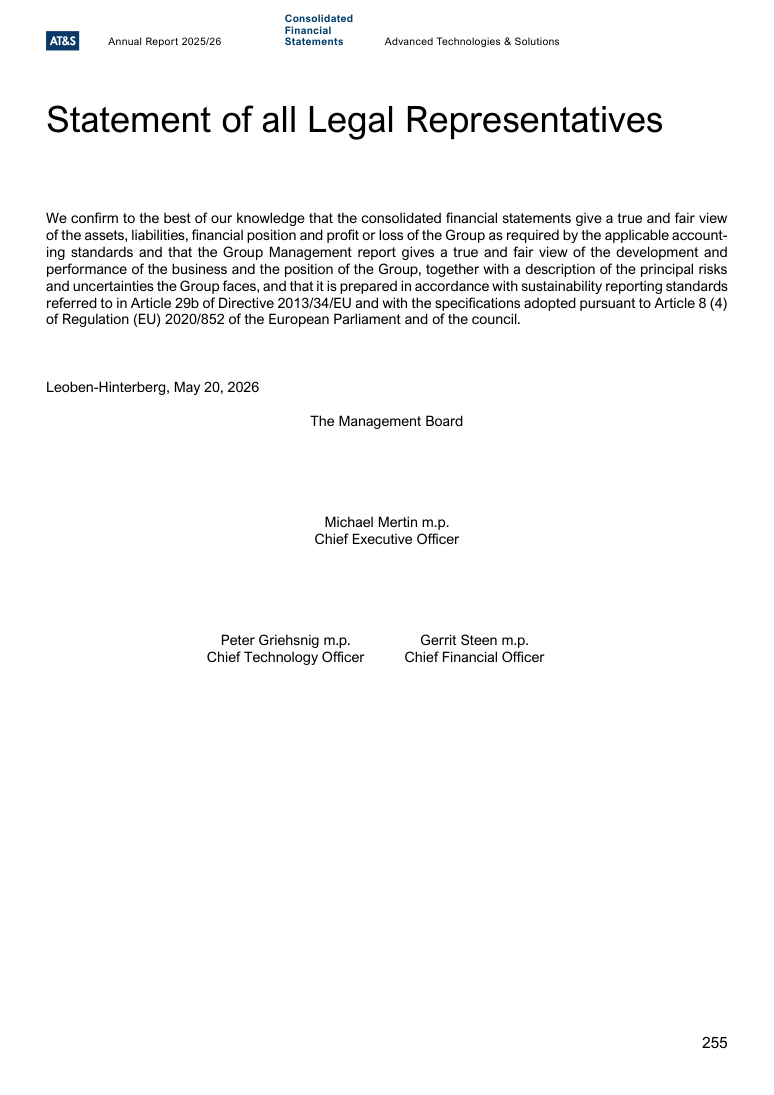 Consolidated
Financial
Statements
AT&S Annual Report 2025/26 Advanced Technologies & Solutions
Statement of all Legal Representatives
We confirm to the best of our knowledge that the consolidated financial statements give a true and fair view
of the assets, liabilities, financial position and profit or loss of the Group as required by the applicable account-
ing standards and that the Group Management report gives a true and fair view of the development and
performance of the business and the position of the Group, together with a description of the principal risks
and uncertainties the Group faces, and that it is prepared in accordance with sustainability reporting standards
referred to in Article 29b of Directive 2013/34/EU and with the specifications adopted pursuant to Article 8 (4)
of Regulation (EU) 2020/852 of the European Parliament and of the council.
Leoben-Hinterberg, May 20, 2026
The Management Board
Michael Mertin m.p.
Chief Executive Officer
Peter Griehsnig m.p. Gerrit Steen m.p.
Chief Technology Officer Chief Financial Officer
255